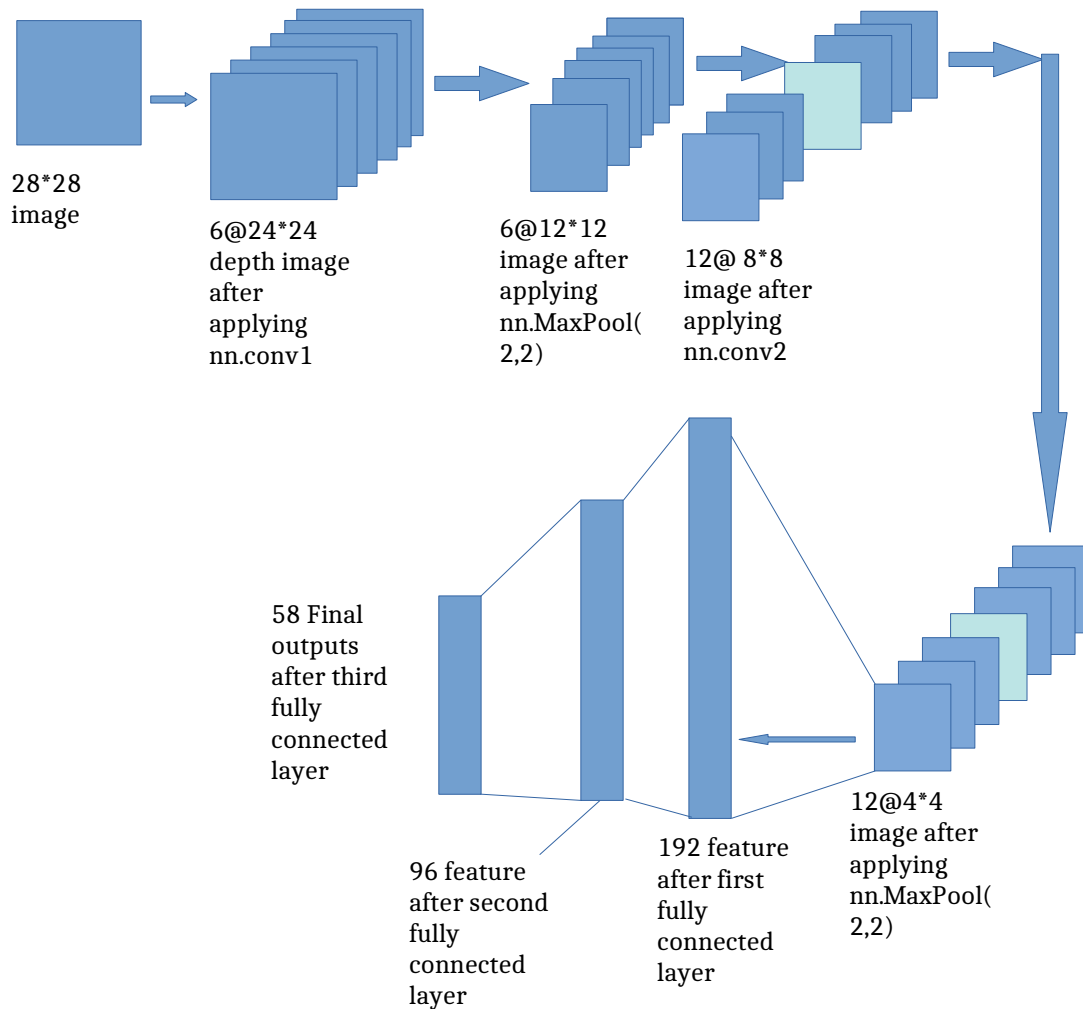 28*28
image
6@24*24
depth image
after
applying
nn.conv1
6@12*12
image after
applying
nn.MaxPool(
2,2)
12@ 8*8
image after
applying
nn.conv2
12@4*4
image after
applying
nn.MaxPool(
2,2)
192 feature
after first
fully
connected
layer
96 feature
after second
fully
connected
layer
58 Final
outputs
after third
fully
connected
layer